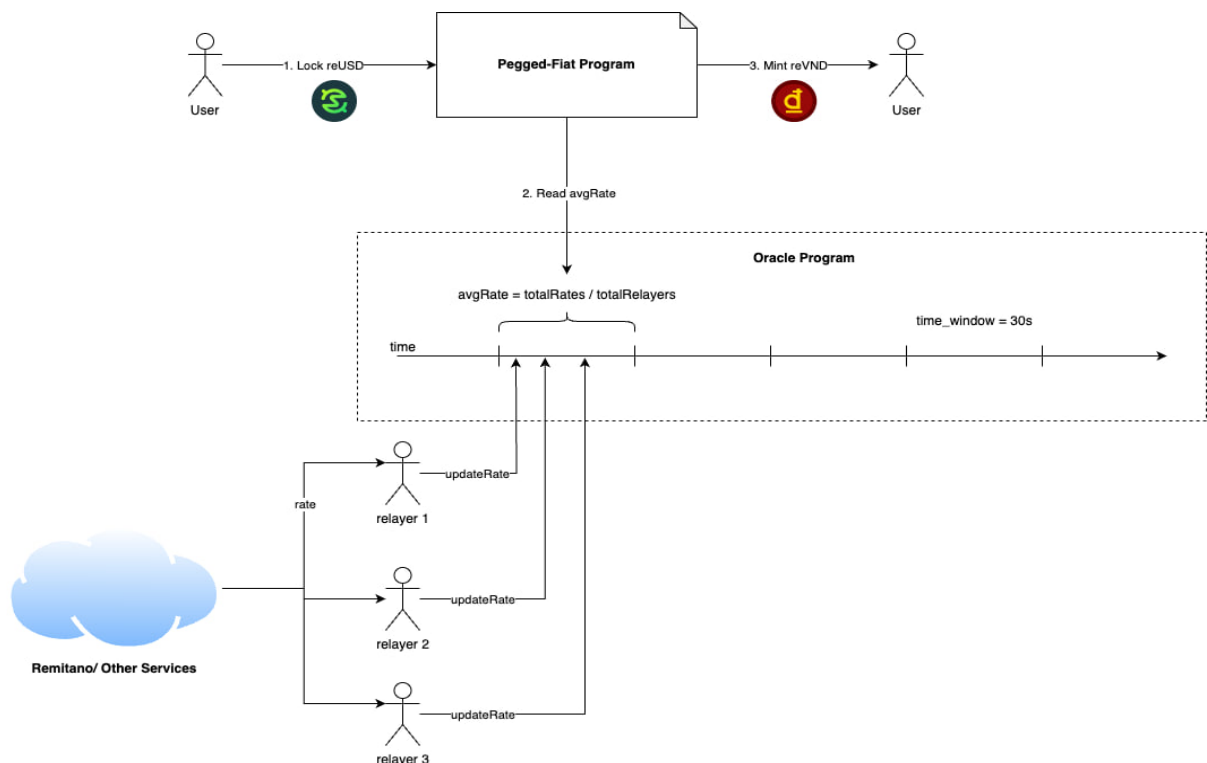 1. Lock reUSD
Pegged-Fiat Program
3. Mint reVND
User
User
2. Read avgRate
Oracle Program
avgRate = totalRates / totalRelayers
time_window = 30s
time
updateRate
rate
relayer 1
updateRate
relayer 2
Remitano/ Other Services
updateRate
relayer 3